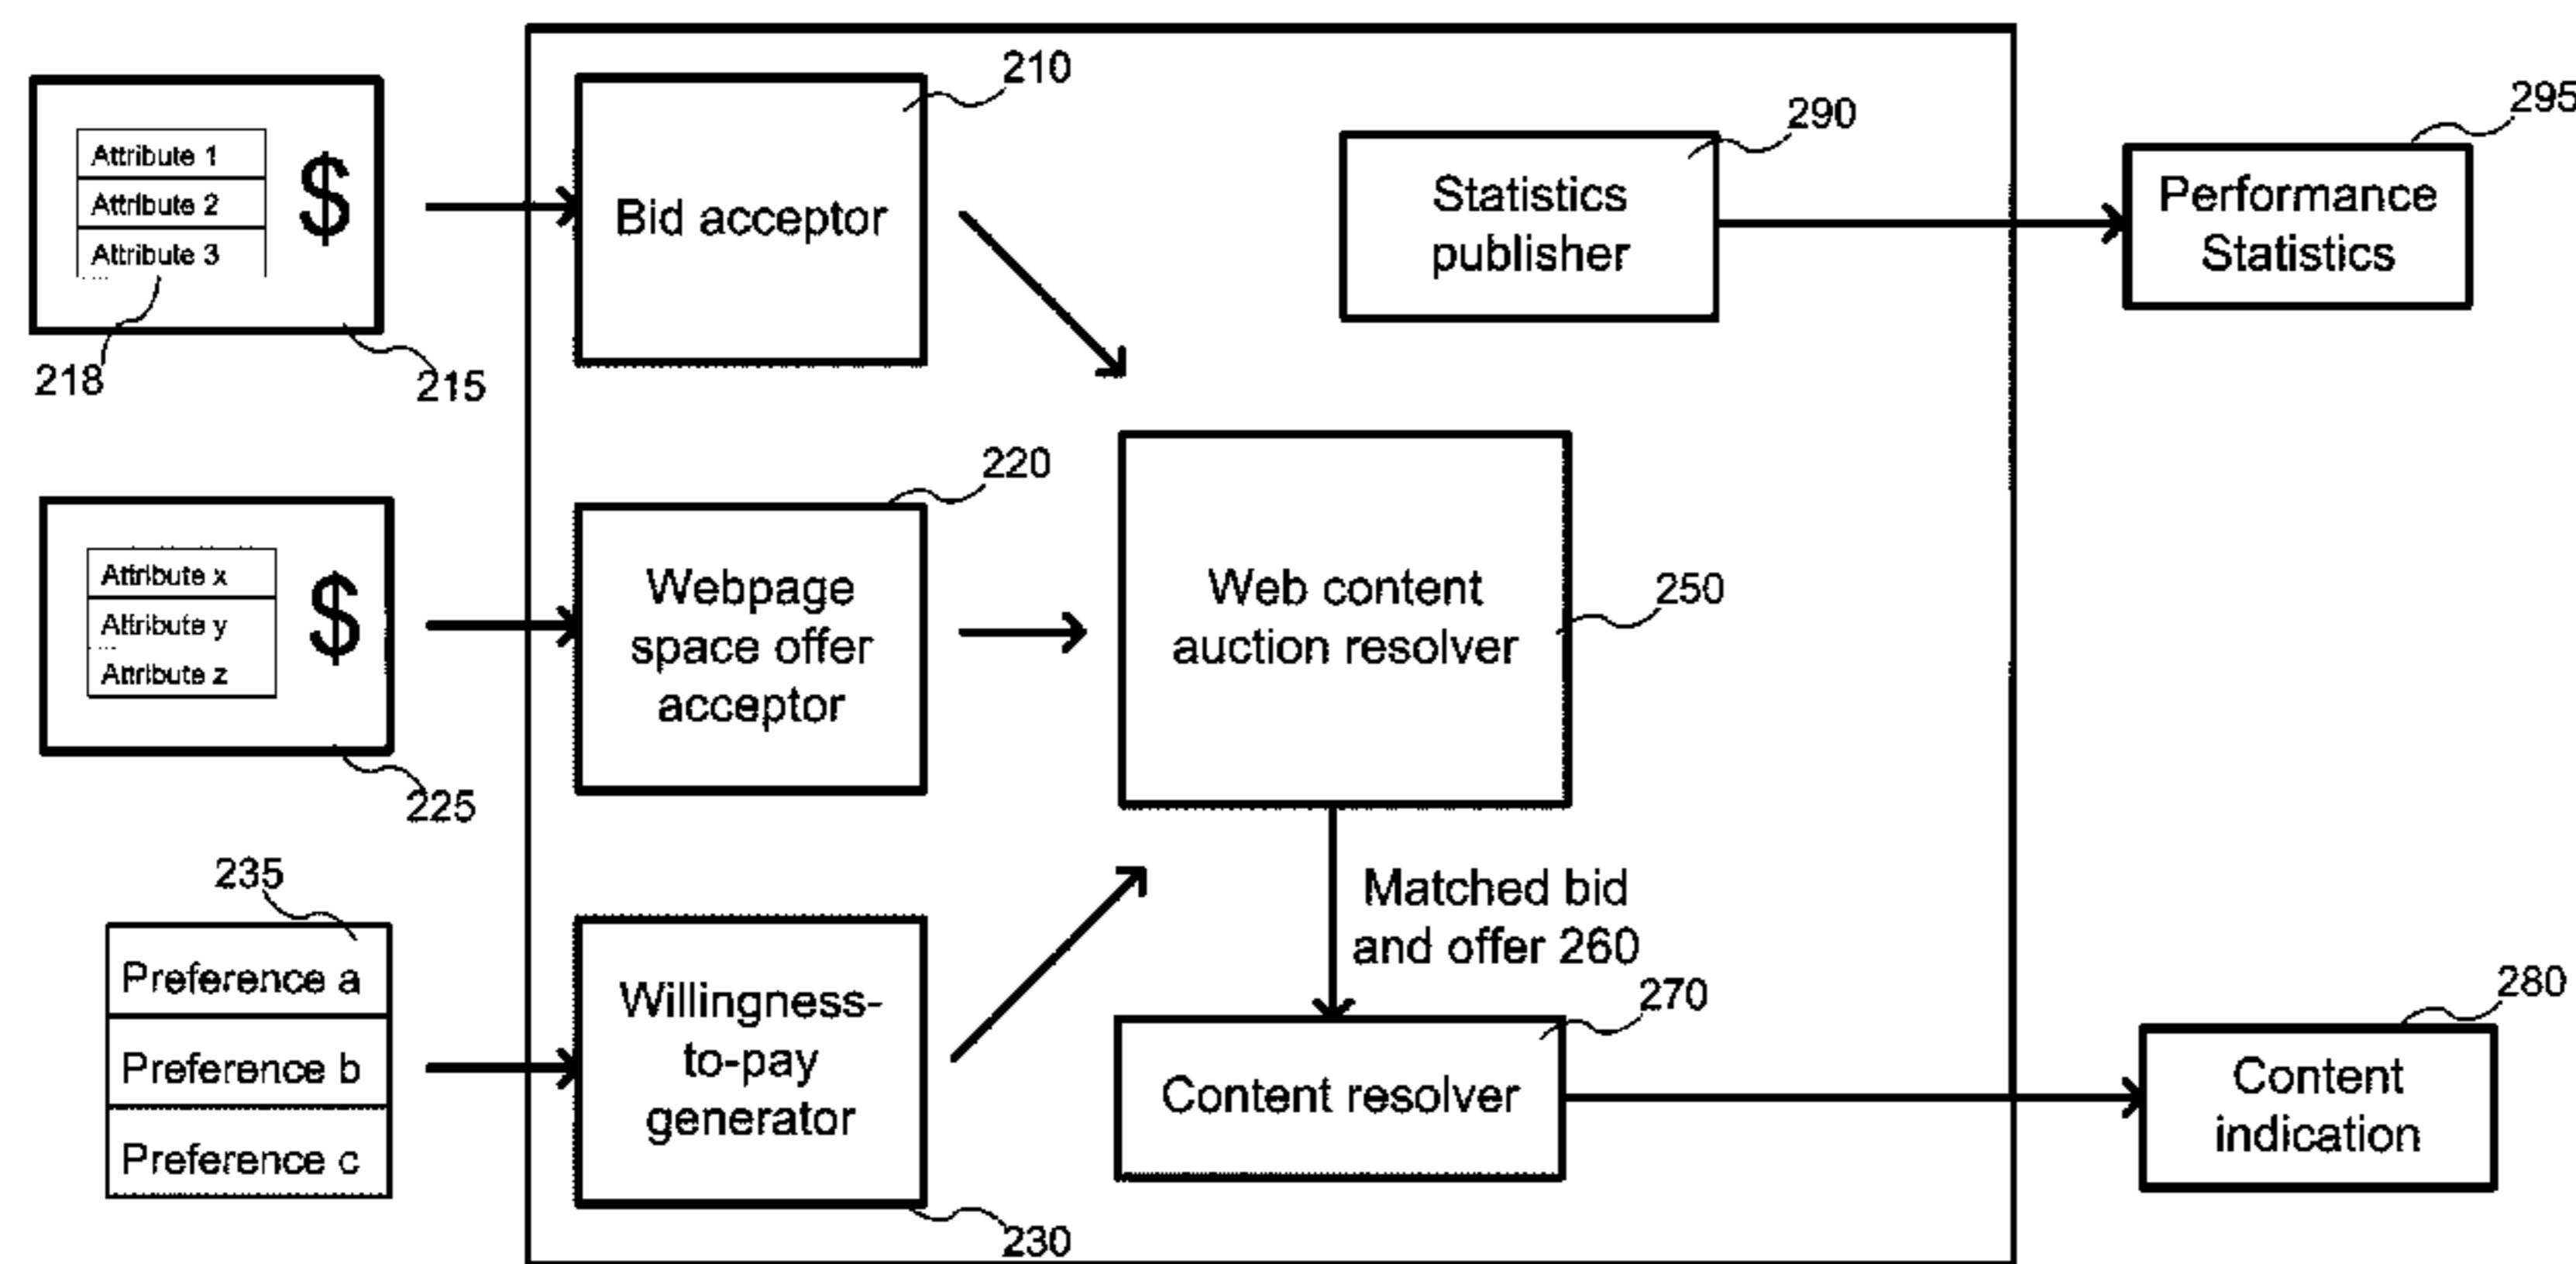 210
Attribute 1
Attribute 2
Attribute 3
$
218
215
Bid acceptor
290
Statistics
publisher
295
Performance
Statistics
Attribute x
Attribute y
Attribute z
$
225
220
Webpage
space offer
acceptor
Web content
auction resolver
250
235
Preference a
Preference b
Preference c
Willingness-
to-pay
generator
230
Matched bid
and offer 260
270
Content resolver
280
Content
indication